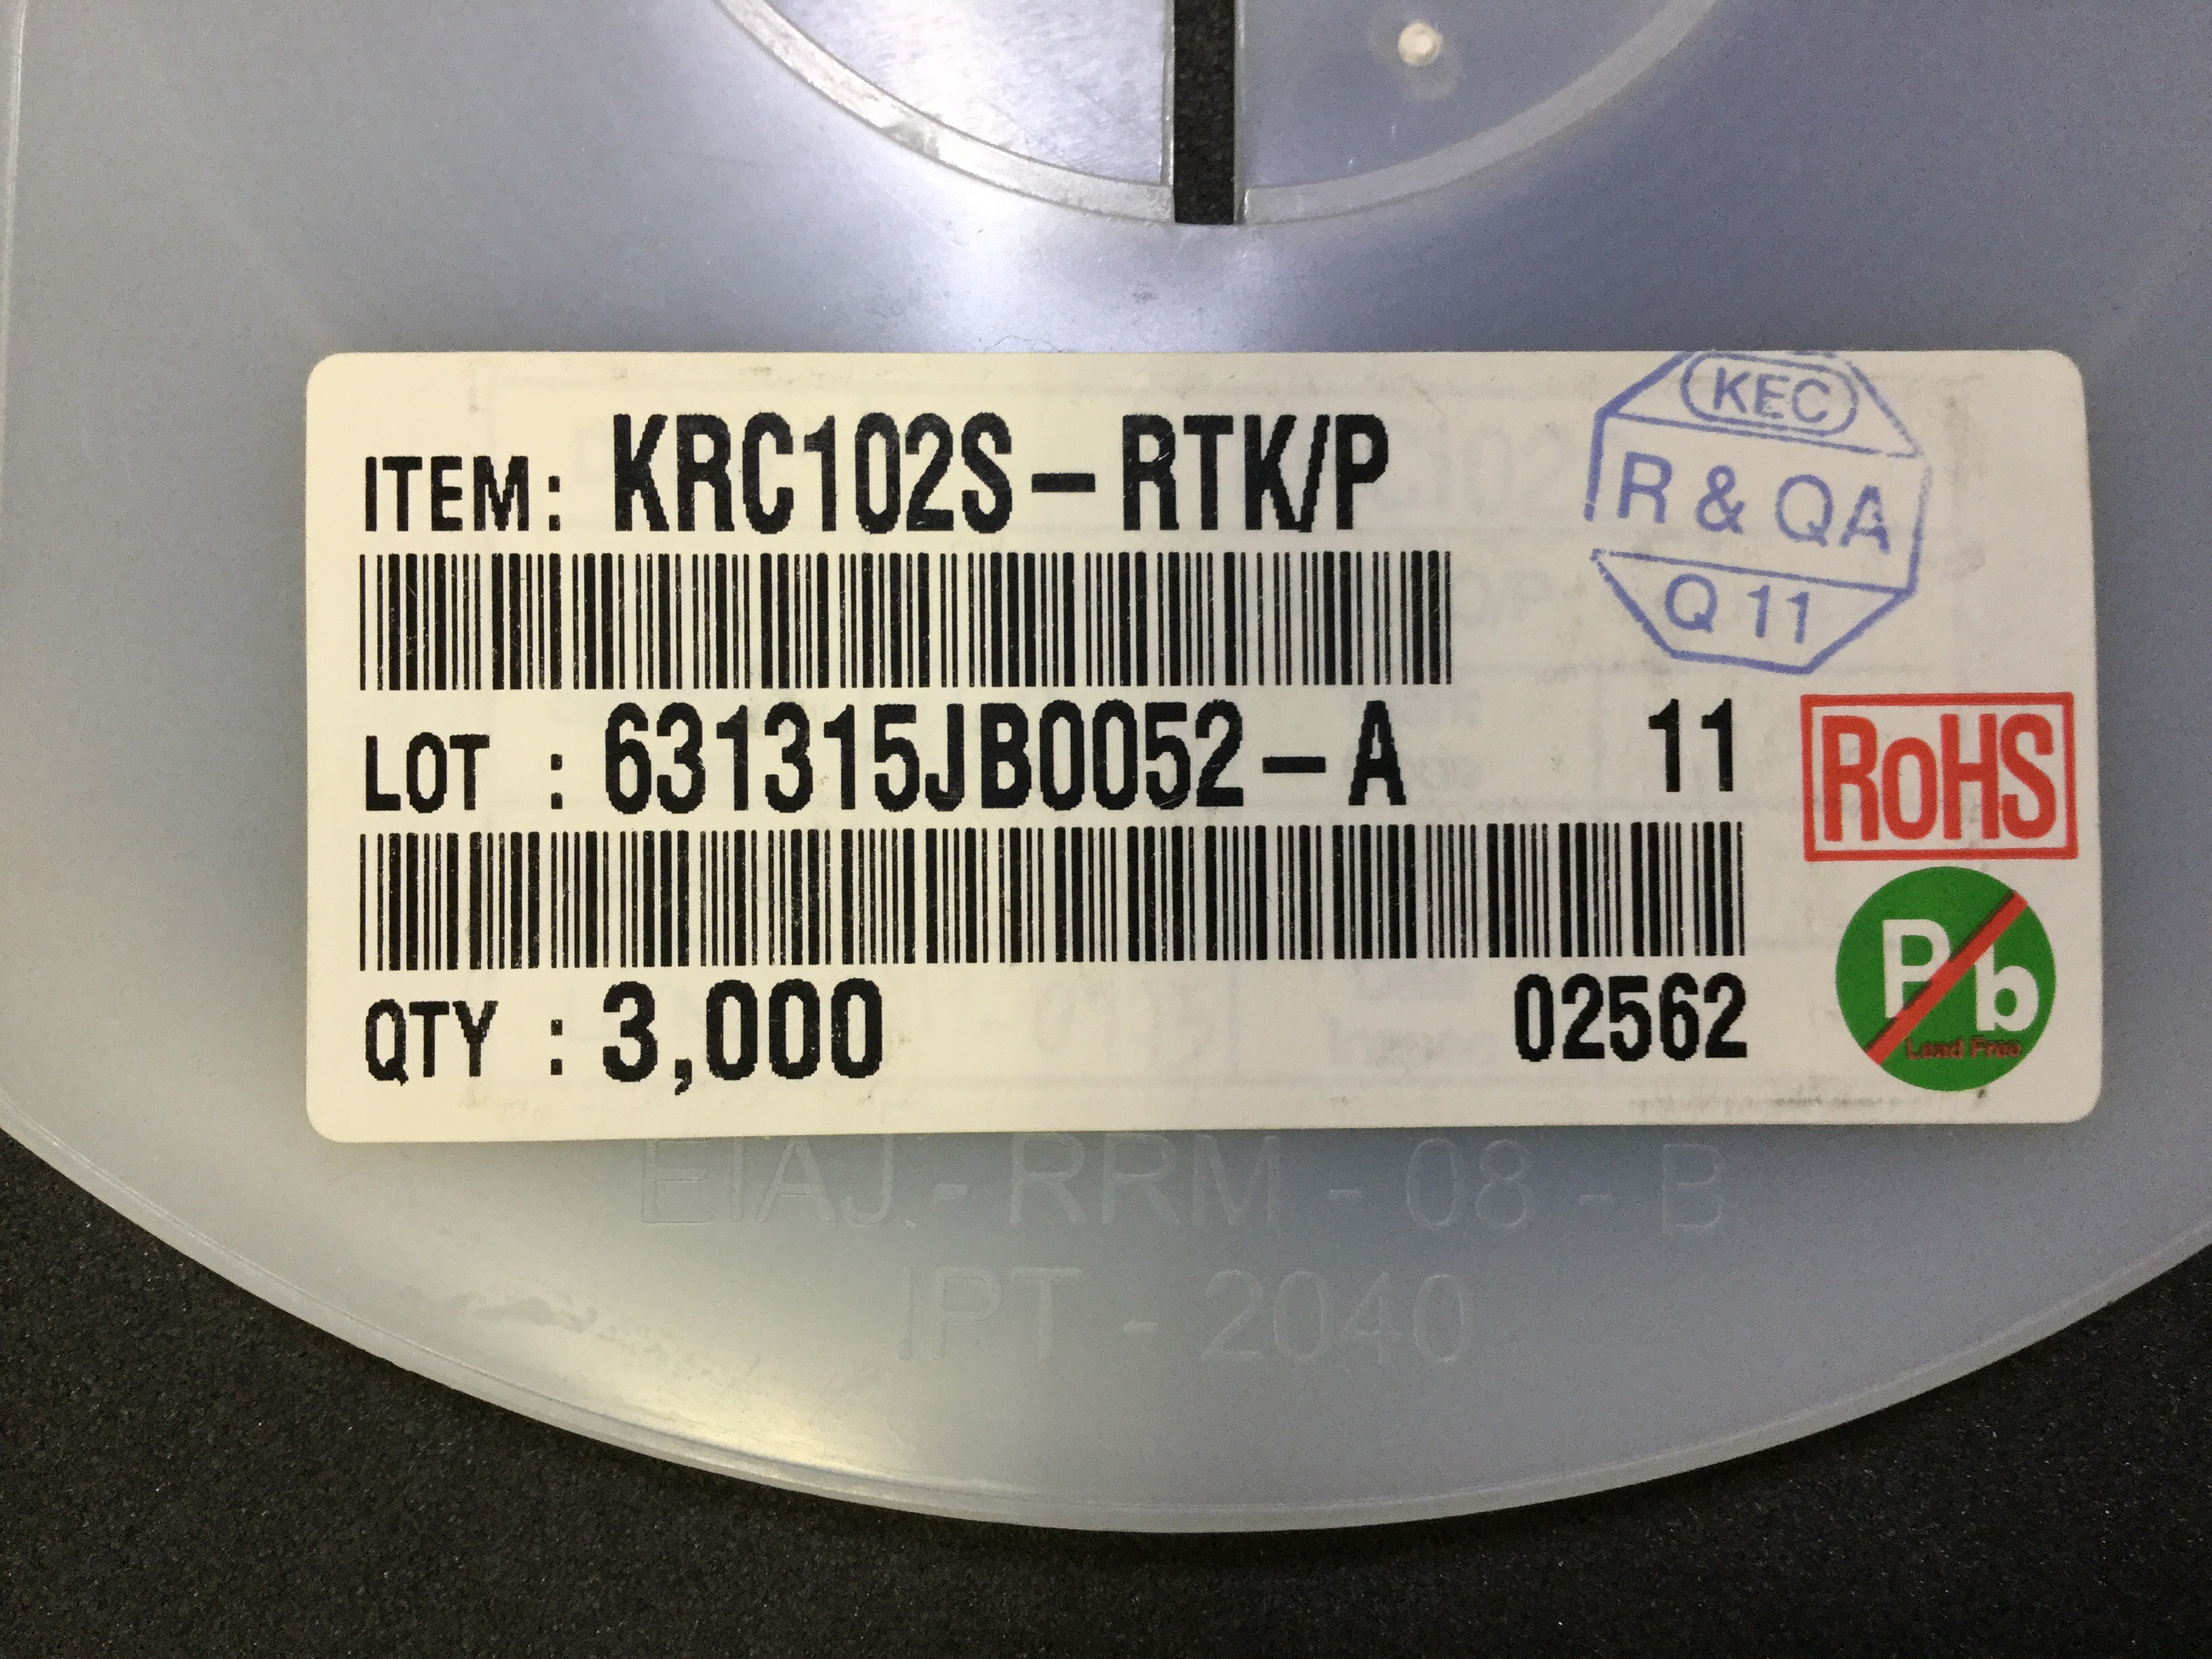 KEC
ITEM: KRC102S-RTK/P
R & QA
Q 11
LOT : 631315JB0052-A 11
RoHS
QTY : 3,000 02562
Pb
Lead Free
EIAJ - RRM - 08 - B
IPT - 2040